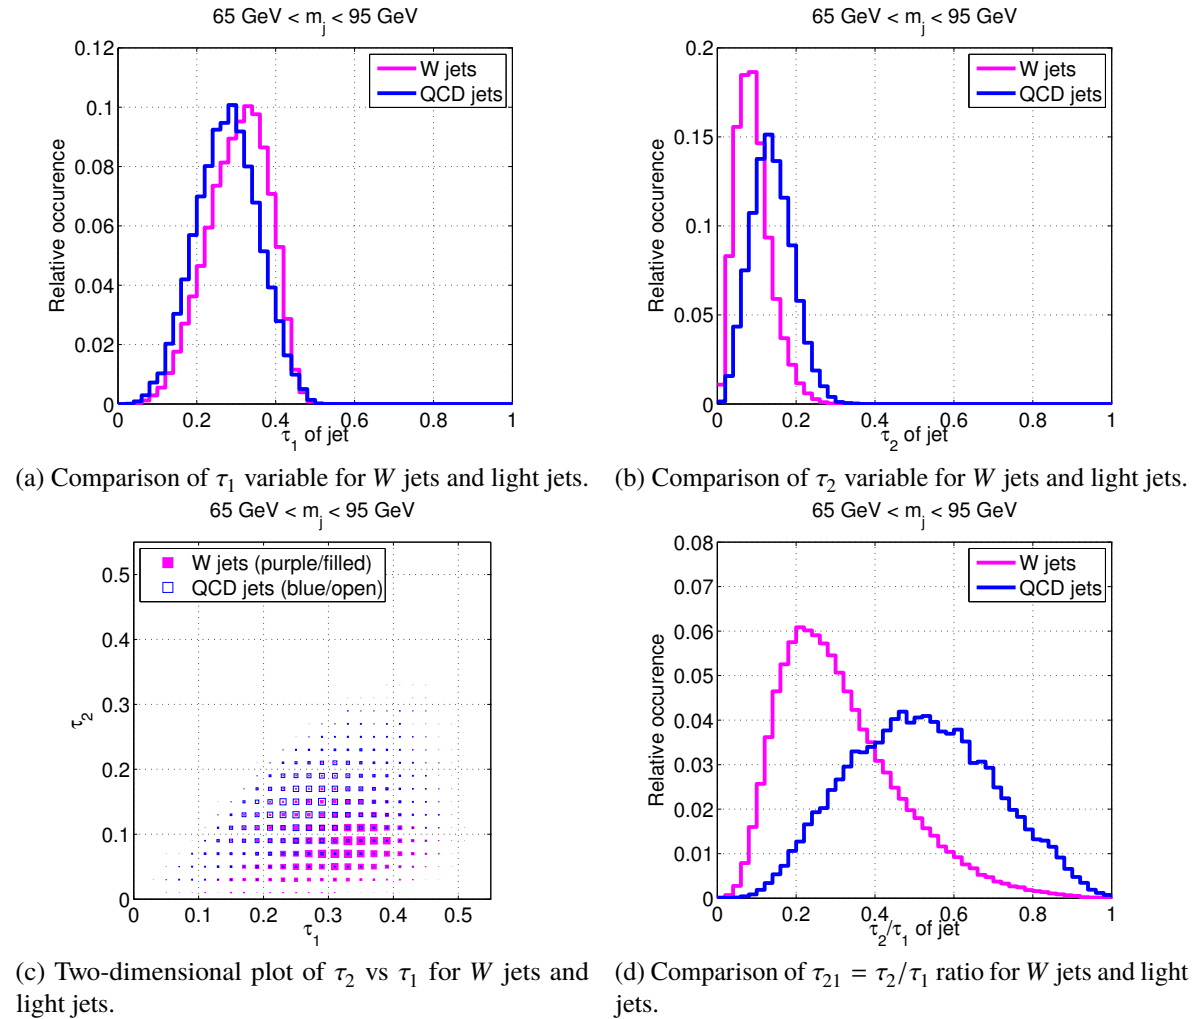 65 GeV < m_j < 95 GeV
0.12
0.1
0.08
0.06
0.04
0.02
0
Relative occurence
W jets
QCD jets
0 0.2 0.4 0.6 0.8 1
τ_1 of jet
(a) Comparison of τ_1 variable for W jets and light jets.
65 GeV < m_j < 95 GeV
0.2
0.15
0.1
0.05
0
Relative occurence
W jets
QCD jets
0 0.2 0.4 0.6 0.8 1
τ_2 of jet
(b) Comparison of τ_2 variable for W jets and light jets.
65 GeV < m_j < 95 GeV
0.5
0.4
0.3
0.2
0.1
0
τ_2
W jets (purple/filled)
QCD jets (blue/open)
0 0.1 0.2 0.3 0.4 0.5
τ_1
(c) Two-dimensional plot of τ_2 vs τ_1 for W jets and
light jets.
65 GeV < m_j < 95 GeV
0.08
0.07
0.06
0.05
0.04
0.03
0.02
0.01
0
Relative occurence
W jets
QCD jets
0 0.2 0.4 0.6 0.8 1
τ_2/τ_1 of jet
(d) Comparison of τ_21 = τ_2/τ_1 ratio for W jets and light
jets.